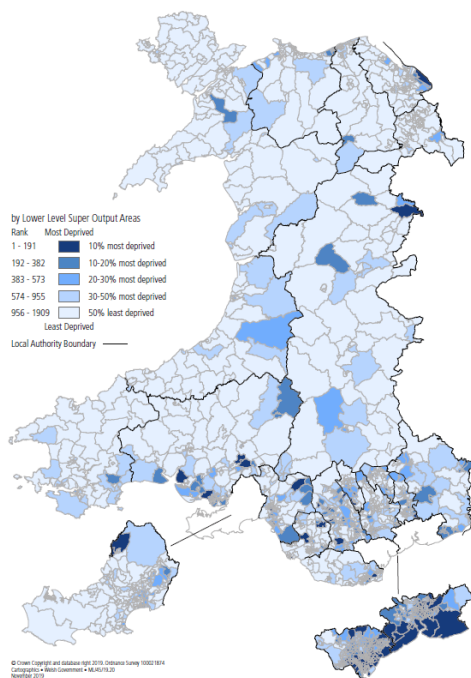 by Lower Level Super Output Areas
Rank Most Deprived
1 - 191 10% most deprived
192 - 382 10-20% most deprived
383 - 573 20-30% most deprived
574 - 955 30-50% most deprived
956 - 1909 50% least deprived
Least Deprived
Local Authority Boundary
© Crown Copyright and database right 2019. Ordnance Survey 100021874
Cartographics • Welsh Government • ML/45/19.20
November 2019